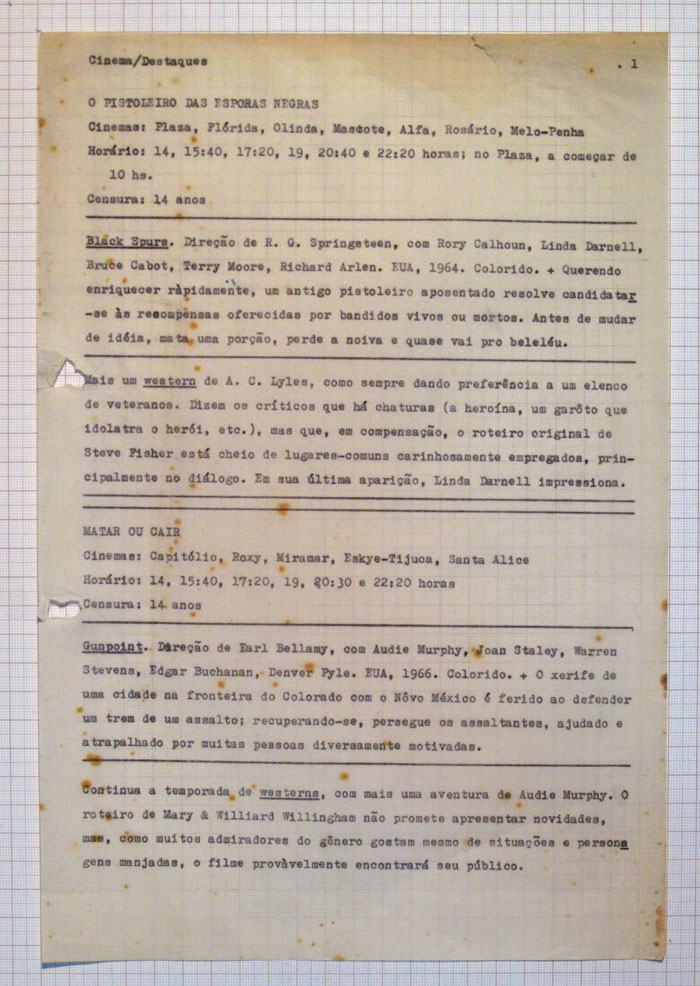 Cinema/Destaques . 1
O PISTOLEIRO DAS ESPORAS NEGRAS
Cinemas: Plaza, Flórida, Olinda, Mascote, Alfa, Rosário, Melo-Penha
Horário: 14, 15:40, 17:20, 19, 20:40 e 22:20 horas; no Plaza, a começar de
10 hs.
Censura: 14 anos
Black Spurs. Direção de R. G. Springsteen, com Rory Calhoun, Linda Darnell,
Bruce Cabot, Terry Moore, Richard Arlen. EUA, 1964. Colorido. + Querendo
enriquecer ràpidamente, um antigo pistoleiro aposentado resolve candidatar
-se às recompensas oferecidas por bandidos vivos ou mortos. Antes de mudar
de idéia, mata uma porção, perde a noiva e quase vai pro beleléu.
Mais um western de A. C. Lyles, como sempre dando preferência a um elenco
de veteranos. Dizem os críticos que há chaturas (a heroína, um garôto que
idolatra o herói, etc.), mas que, em compensação, o roteiro original de
Steve Fisher está cheio de lugares-comuns carinhosamente empregados, prin-
cipalmente no diálogo. Em sua última aparição, Linda Darnell impressiona.
MATAR OU CAIR
Cinemas: Capitólio, Roxy, Miramar, Eskye-Tijuca, Santa Alice
Horário: 14, 15:40, 17:20, 19, 20:30 e 22:20 horas
Censura: 14 anos
Gunpoint. Direção de Earl Bellamy, com Audie Murphy, Joan Staley, Warren
Stevens, Edgar Buchanan, Denver Pyle. EUA, 1966. Colorido. + O xerife de
uma cidade na fronteira do Colorado com o Nôvo México é ferido ao defender
um trem de um assalto; recuperando-se, persegue os assaltantes, ajudado e
atrapalhado por muitas pessoas diversamente motivadas.
Continua a temporada de westerns, com mais uma aventura de Audie Murphy. O
roteiro de Mary & Williard Willingham não promete apresentar novidades,
mas, como muitos admiradores do gênero gostam mesmo de situações e persona
gens manjadas, o filme provàvelmente encontrará seu público.